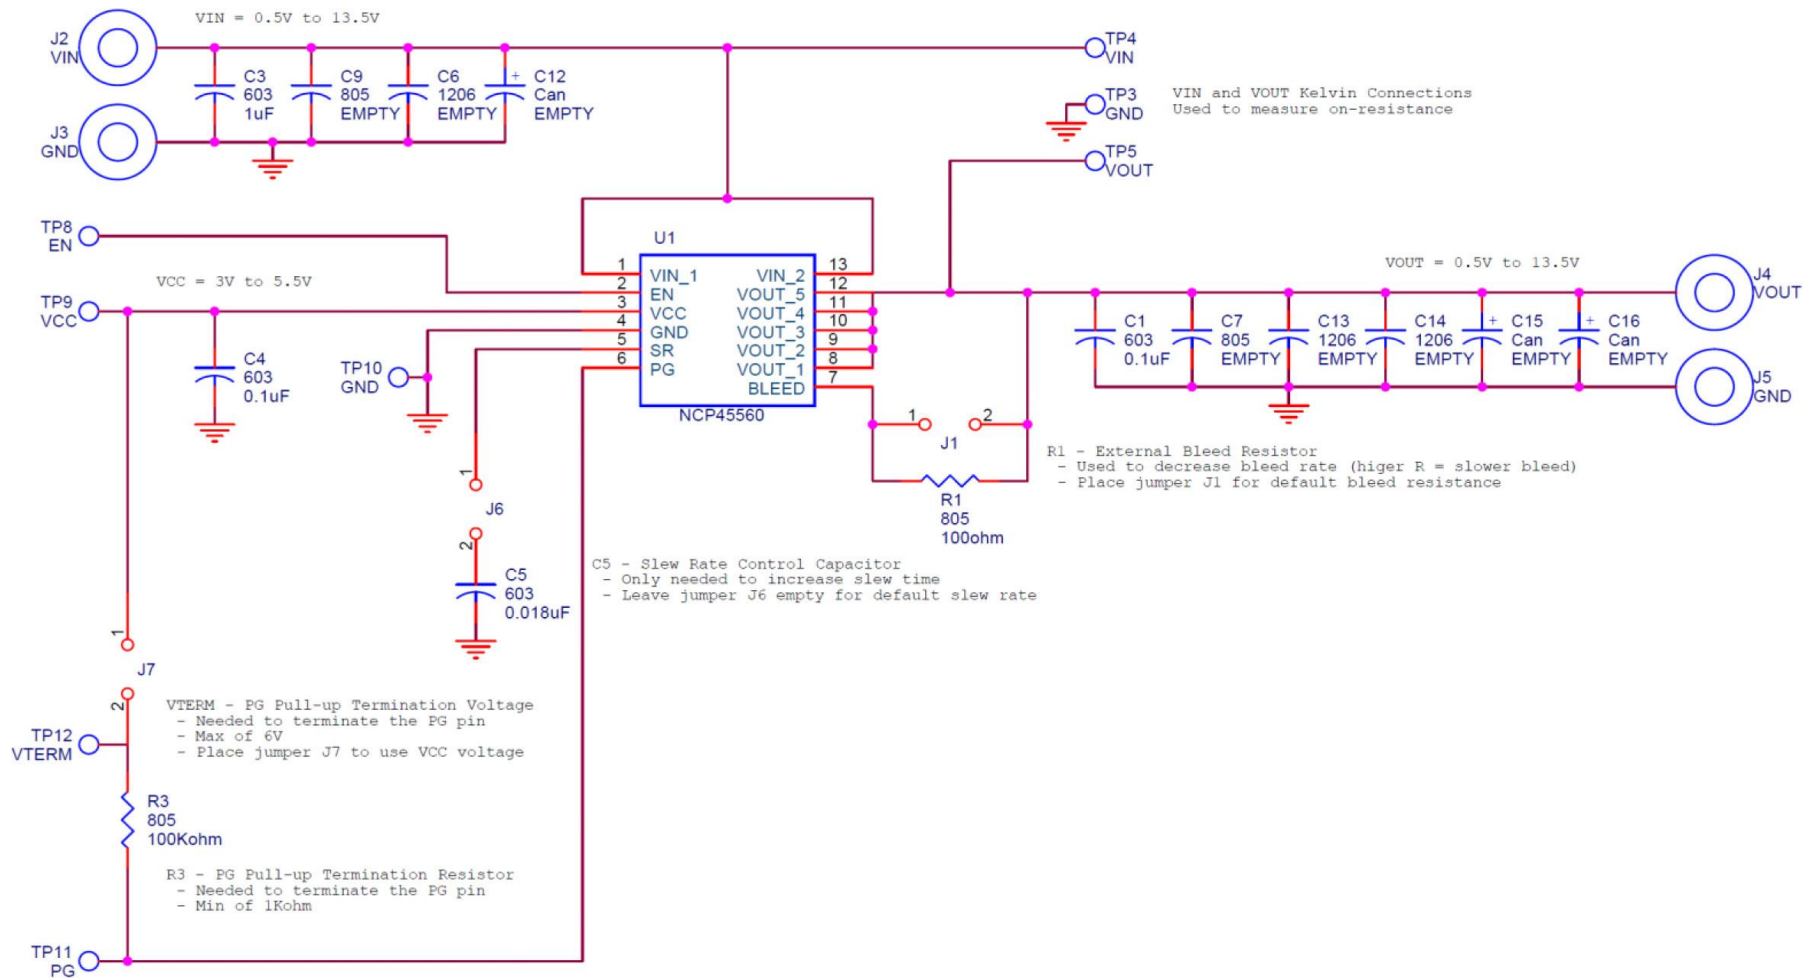 VIN = 0.5V to 13.5V
J2
VIN
C3
603
1uF
C9
805
EMPTY
C6
1206
EMPTY
+
C12
Can
EMPTY
J3
GND
TP4
VIN
TP3
GND
VIN and VOUT Kelvin Connections
Used to measure on-resistance
TP5
VOUT
TP8
EN
VCC = 3V to 5.5V
TP9
VCC
C4
603
0.1uF
TP10
GND
U1
1
2
3
4
5
6
VIN_1
EN
VCC
GND
SR
PG
VIN_2
VOUT_5
VOUT_4
VOUT_3
VOUT_2
VOUT_1
BLEED
13
12
11
10
9
8
7
NCP45560
VOUT = 0.5V to 13.5V
J4
VOUT
C1
603
0.1uF
C7
805
EMPTY
C13
1206
EMPTY
C14
1206
EMPTY
+
C15
Can
EMPTY
+
C16
Can
EMPTY
J5
GND
1
2
J1
R1
805
100ohm
R1 - External Bleed Resistor
- Used to decrease bleed rate (higer R = slower bleed)
- Place jumper J1 for default bleed resistance
1
J6
2
C5
603
0.018uF
C5 - Slew Rate Control Capacitor
- Only needed to increase slew time
- Leave jumper J6 empty for default slew rate
1
J7
2
VTERM - PG Pull-up Termination Voltage
- Needed to terminate the PG pin
- Max of 6V
- Place jumper J7 to use VCC voltage
TP12
VTERM
R3
805
100Kohm
R3 - PG Pull-up Termination Resistor
- Needed to terminate the PG pin
- Min of 1Kohm
TP11
PG